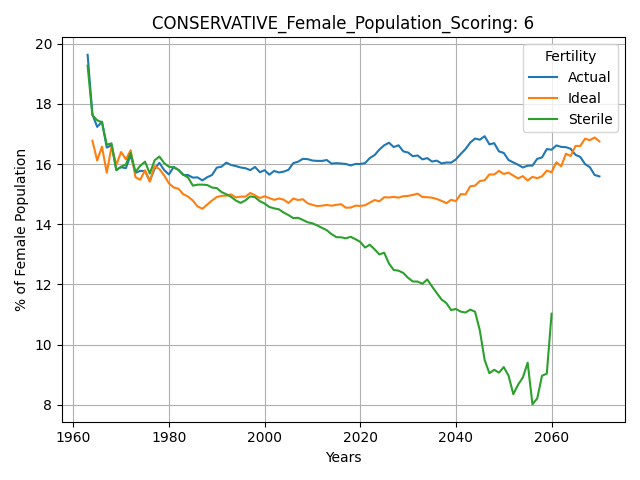 CONSERVATIVE_Female_Population_Scoring: 6
Fertility
Actual
Ideal
Sterile
% of Female Population
20
18
16
14
12
10
8
1960
1980
2000
2020
2040
2060
Years